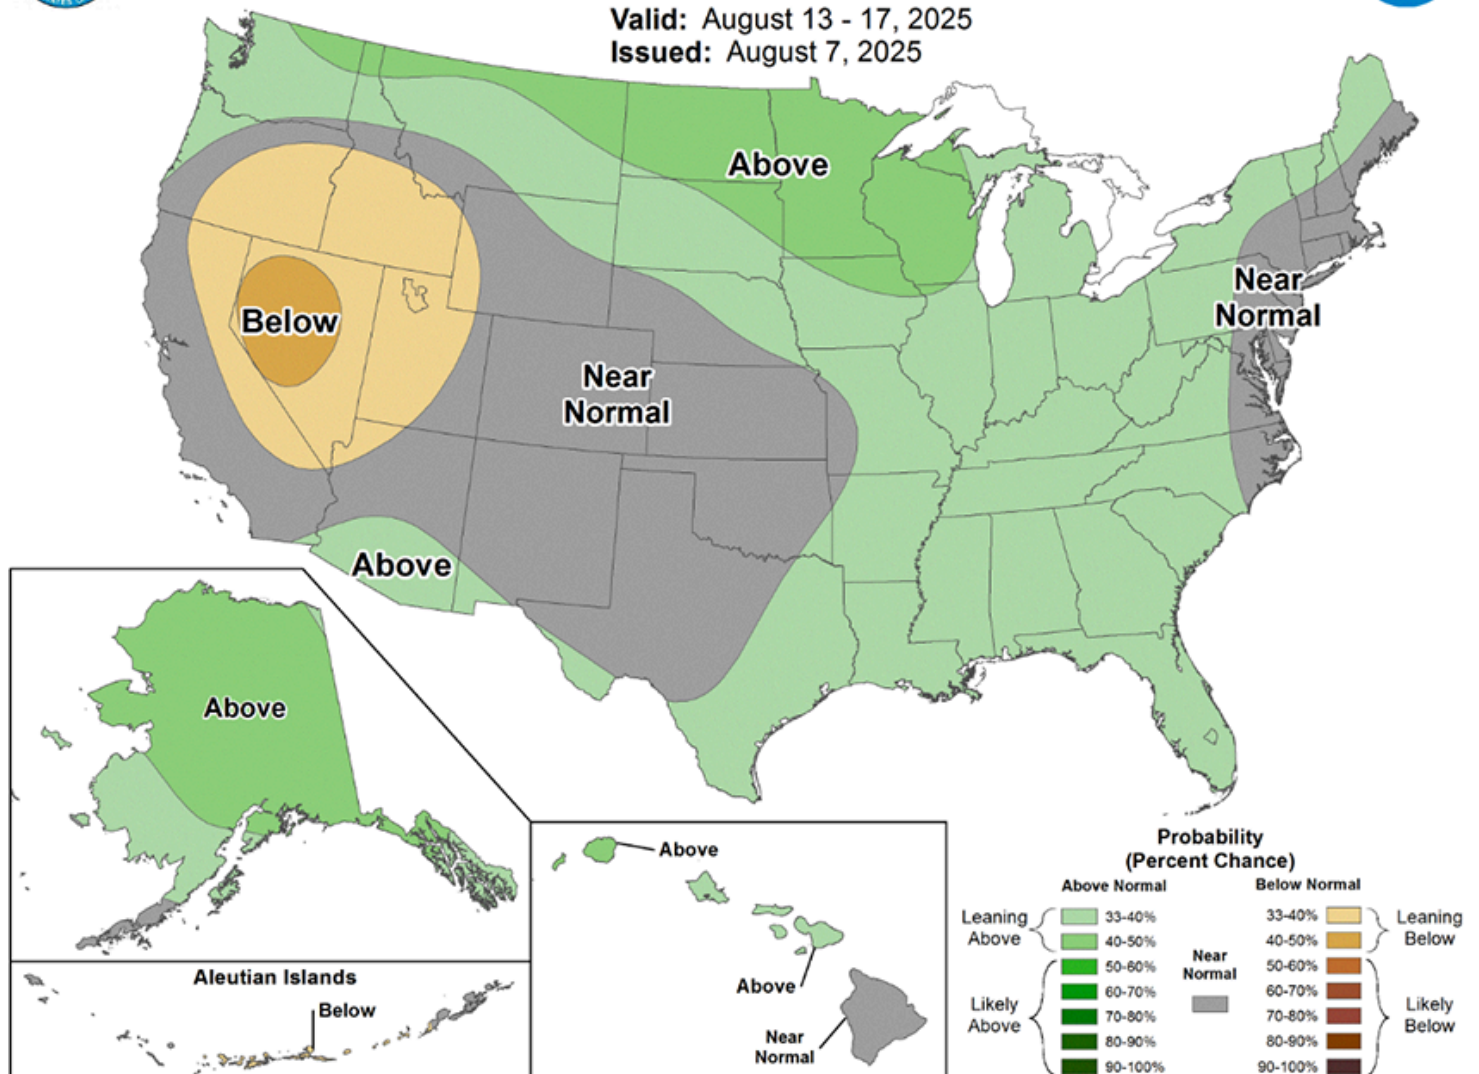 Valid: August 13 - 17, 2025
Issued: August 7, 2025
Above
Near
Normal
Below
Near
Normal
Above
Above
Above
Above
Near
Normal
Aleutian Islands
Below
Probability
(Percent Chance)
Above Normal
Below Normal
Leaning
Above
33-40%
40-50%
50-60%
60-70%
70-80%
80-90%
90-100%
Likely
Above
Near
Normal
33-40%
40-50%
50-60%
60-70%
70-80%
80-90%
90-100%
Leaning
Below
Likely
Below